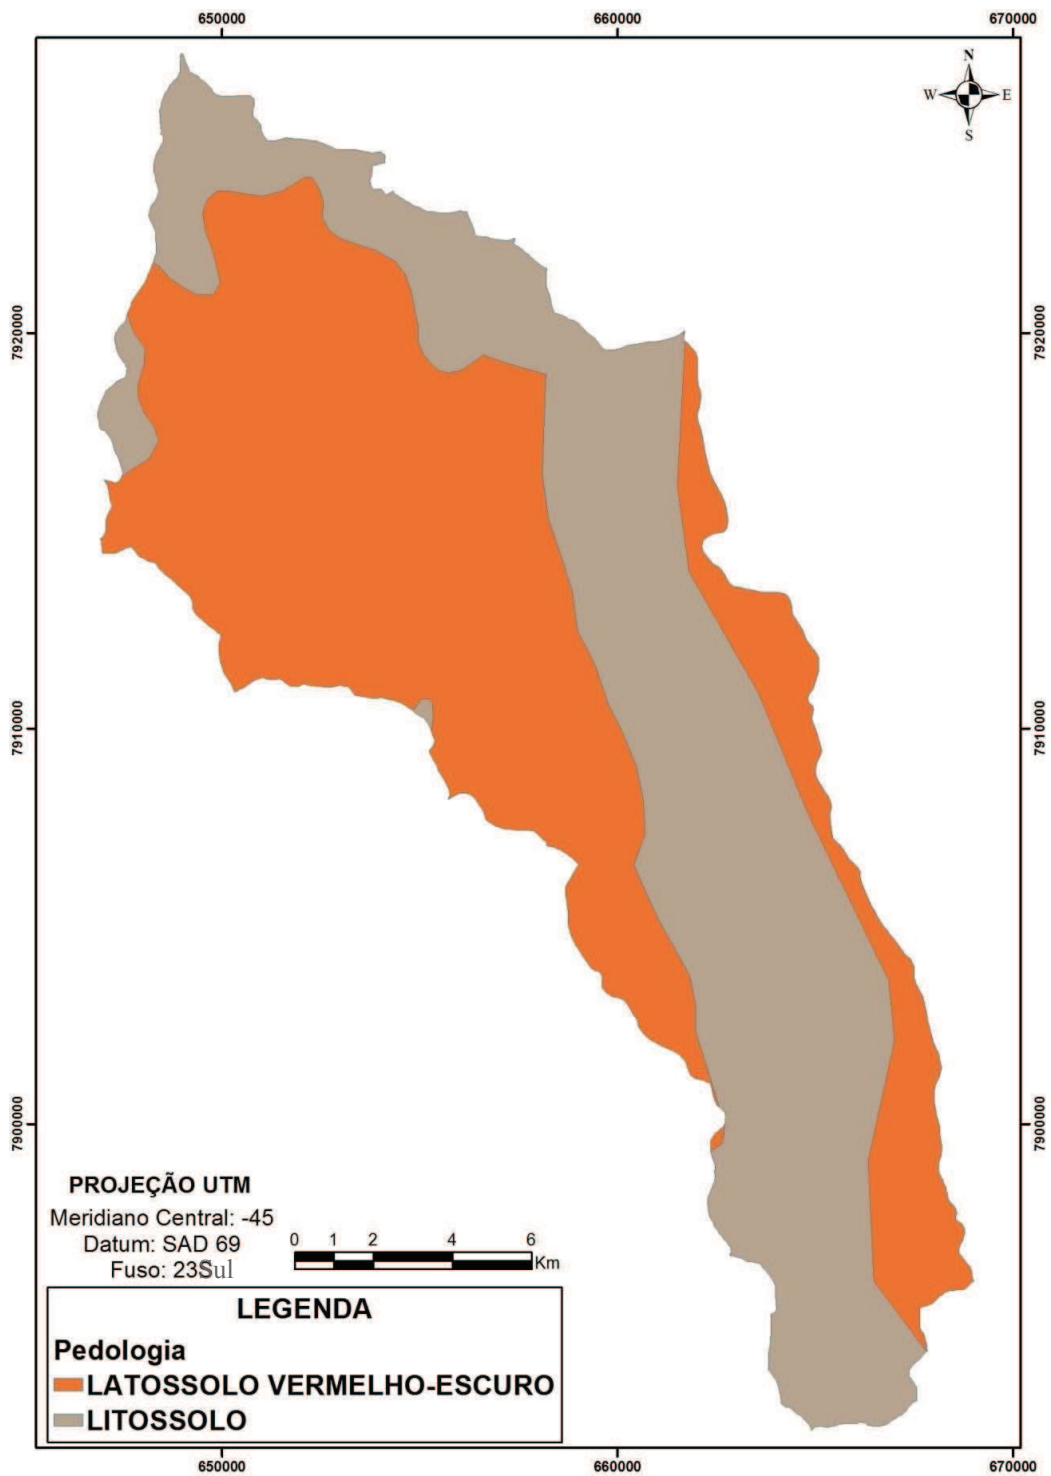 650000 660000 670000
N
W E
S
7920000 7920000
7910000 7910000
7900000 7900000
PROJEÇÃO UTM
Meridiano Central: -45
Datum: SAD 69
Fuso: 23Sul
0 1 2 4 6
Km
LEGENDA
Pedologia
LATOSSOLO VERMELHO-ESCURO
LITOSSOLO
650000 660000 670000